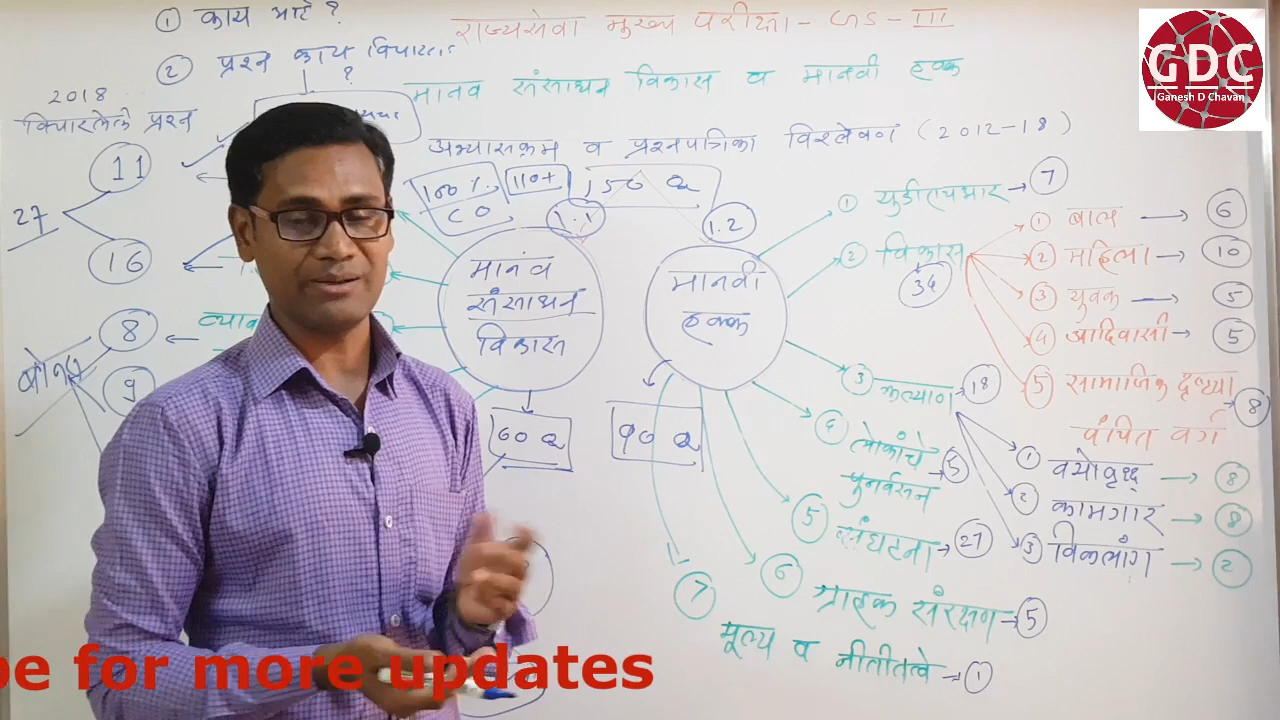 ① काय माटे ?
② प्रश्न काय विचारतात ?
राज्यसेवा मुख्य परीक्षा - GS - III
मानव संसाधन विकास व मानवी हक्क
अभ्यासक्रम व प्रश्नपत्रिका विश्लेषण (2012-18)
2018
विचारलेले प्रश्न
11
27
16
8
9
100 %
110+
150 Q
1.1
1.2
मानव
संसाधन
विकास
60 Q
मानवी
हक्क
90 Q
① युडीएचआर → 7
② विकास
34
① बाल → 6
② महिला → 10
③ युवक → 5
④ आदिवासी → 5
⑤ सामाजिक दृष्ट्या → 8
वंचित वर्ग
③ कल्याण → 18
① वयोवृध्द → 8
② कामगार → 8
③ विकलांग → 2
लोकांचे
पुनर्वसन → 5
⑤ संघटना → 27
⑥ ग्राहक संरक्षण → 5
⑦ मूल्य व नीतीतत्वे → 1
GDC
Ganesh D Chavan
be for more updates